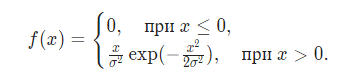 f(x) = { 0, при x ≤ 0,
x/σ² exp(−x²/2σ²), при x > 0.